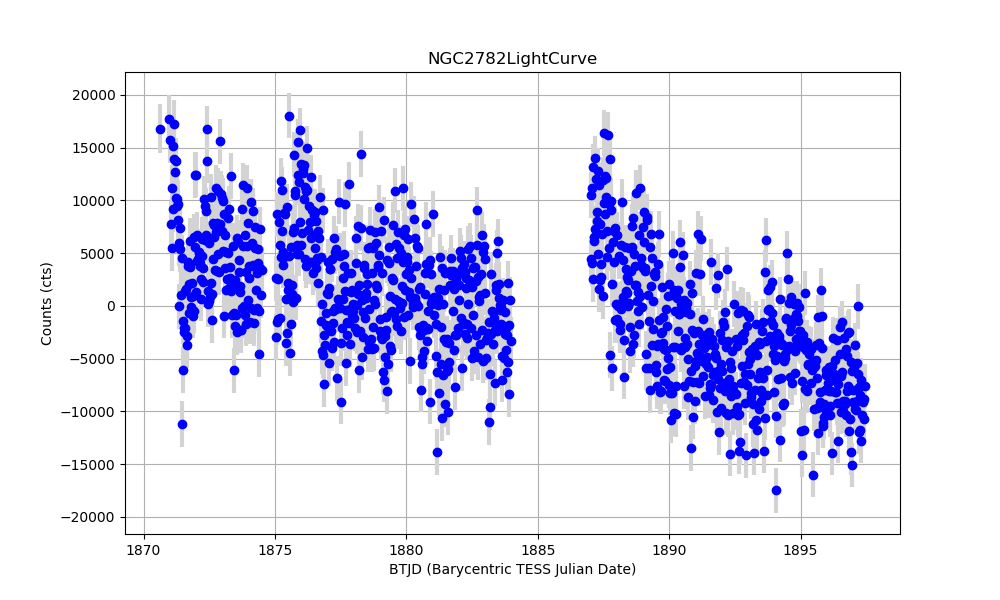 NGC2782LightCurve
20000
15000
10000
5000
0
−5000
−10000
−15000
−20000
Counts (cts)
1870 1875 1880 1885 1890 1895
BTJD (Barycentric TESS Julian Date)